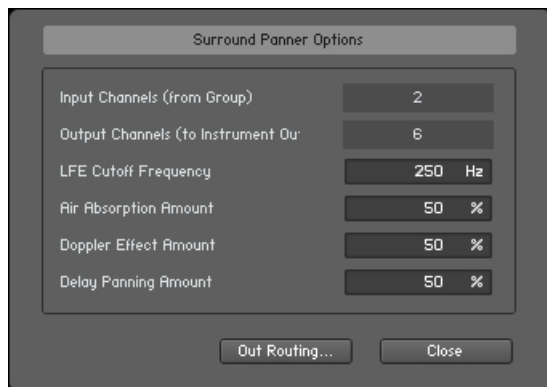 Surround Panner Options
Input Channels (from Group) 2
Output Channels (to Instrument Ou 6
LFE Cutoff Frequency 250 Hz
Air Absorption Amount 50 %
Doppler Effect Amount 50 %
Delay Panning Amount 50 %
Out Routing... Close